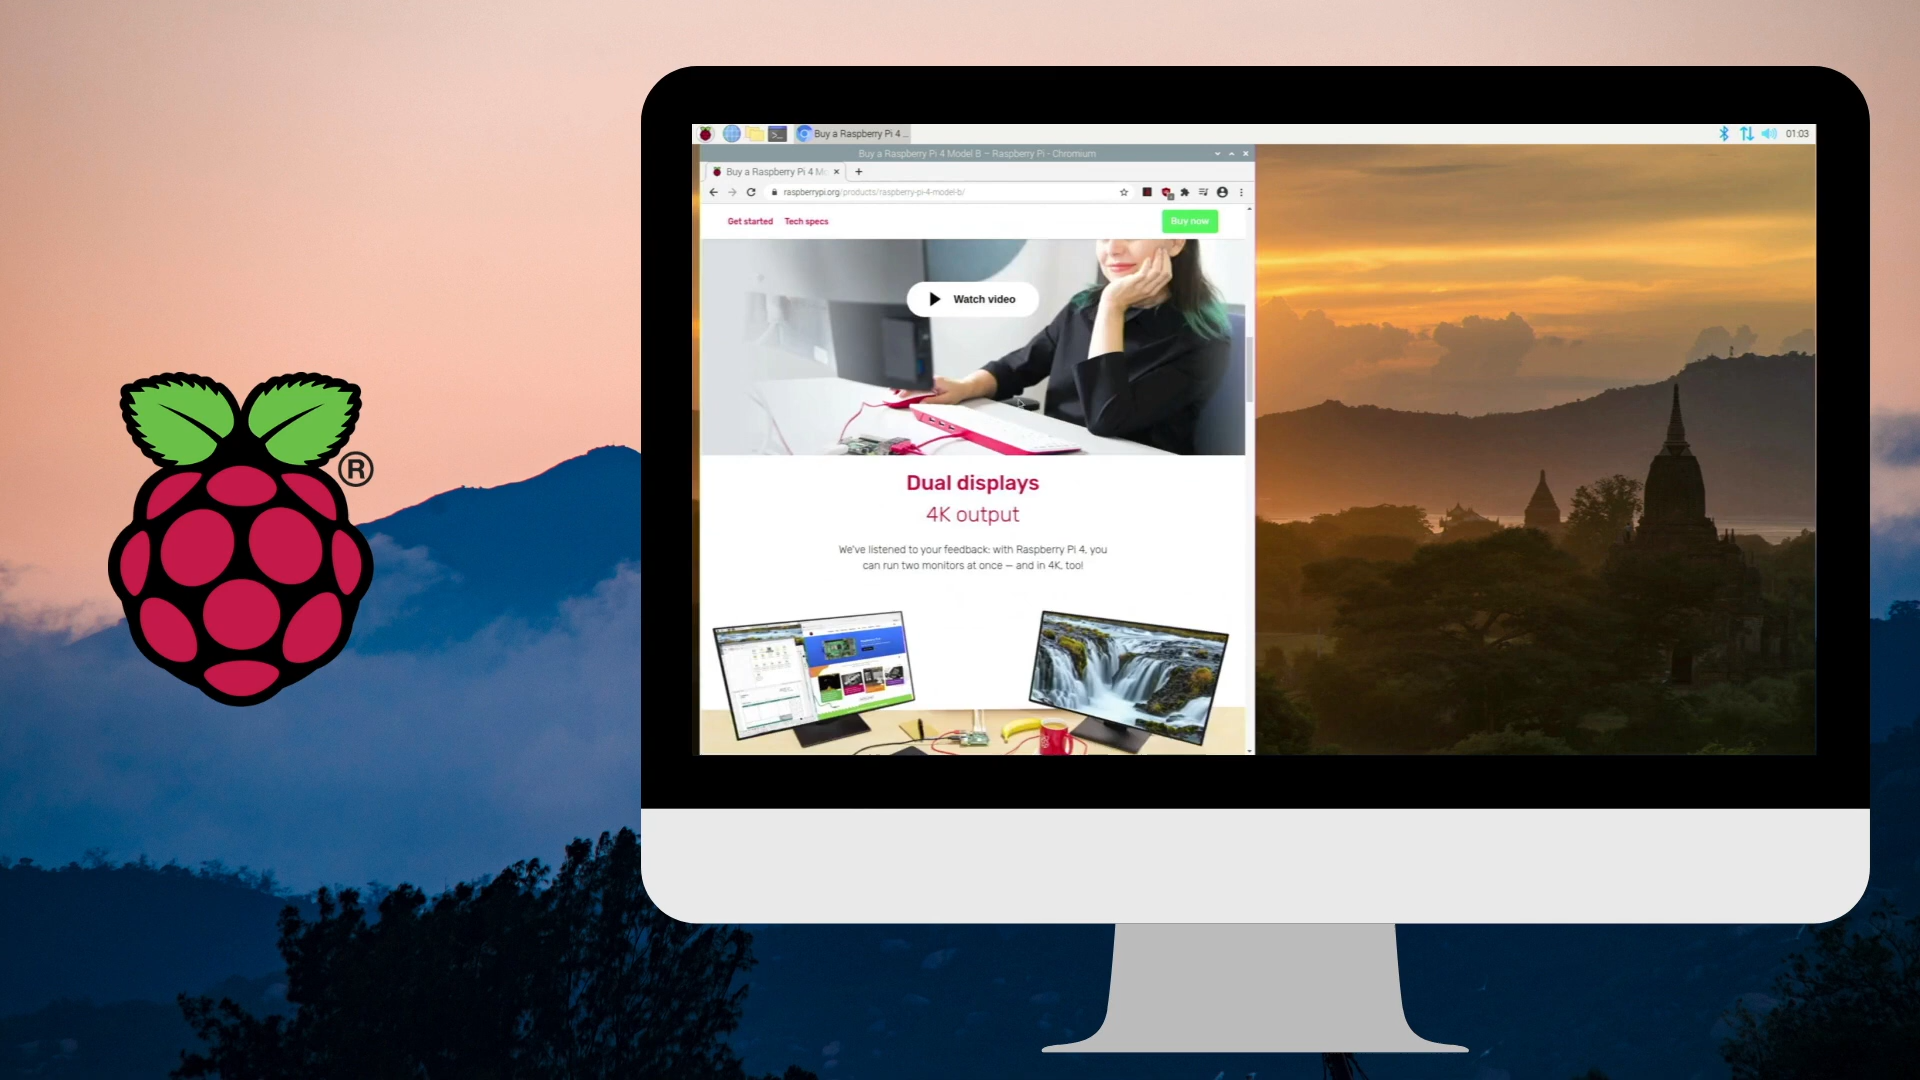 Buy a Raspberry Pi 4 ...
01:03
Buy a Raspberry Pi 4 Model B – Raspberry Pi - Chromium
Buy a Raspberry Pi 4 M
raspberrypi.org/products/raspberry-pi-4-model-b/
Get started
Tech specs
Buy now
Watch video
®
Dual displays
4K output
We've listened to your feedback: with Raspberry Pi 4, you
can run two monitors at once — and in 4K, too!